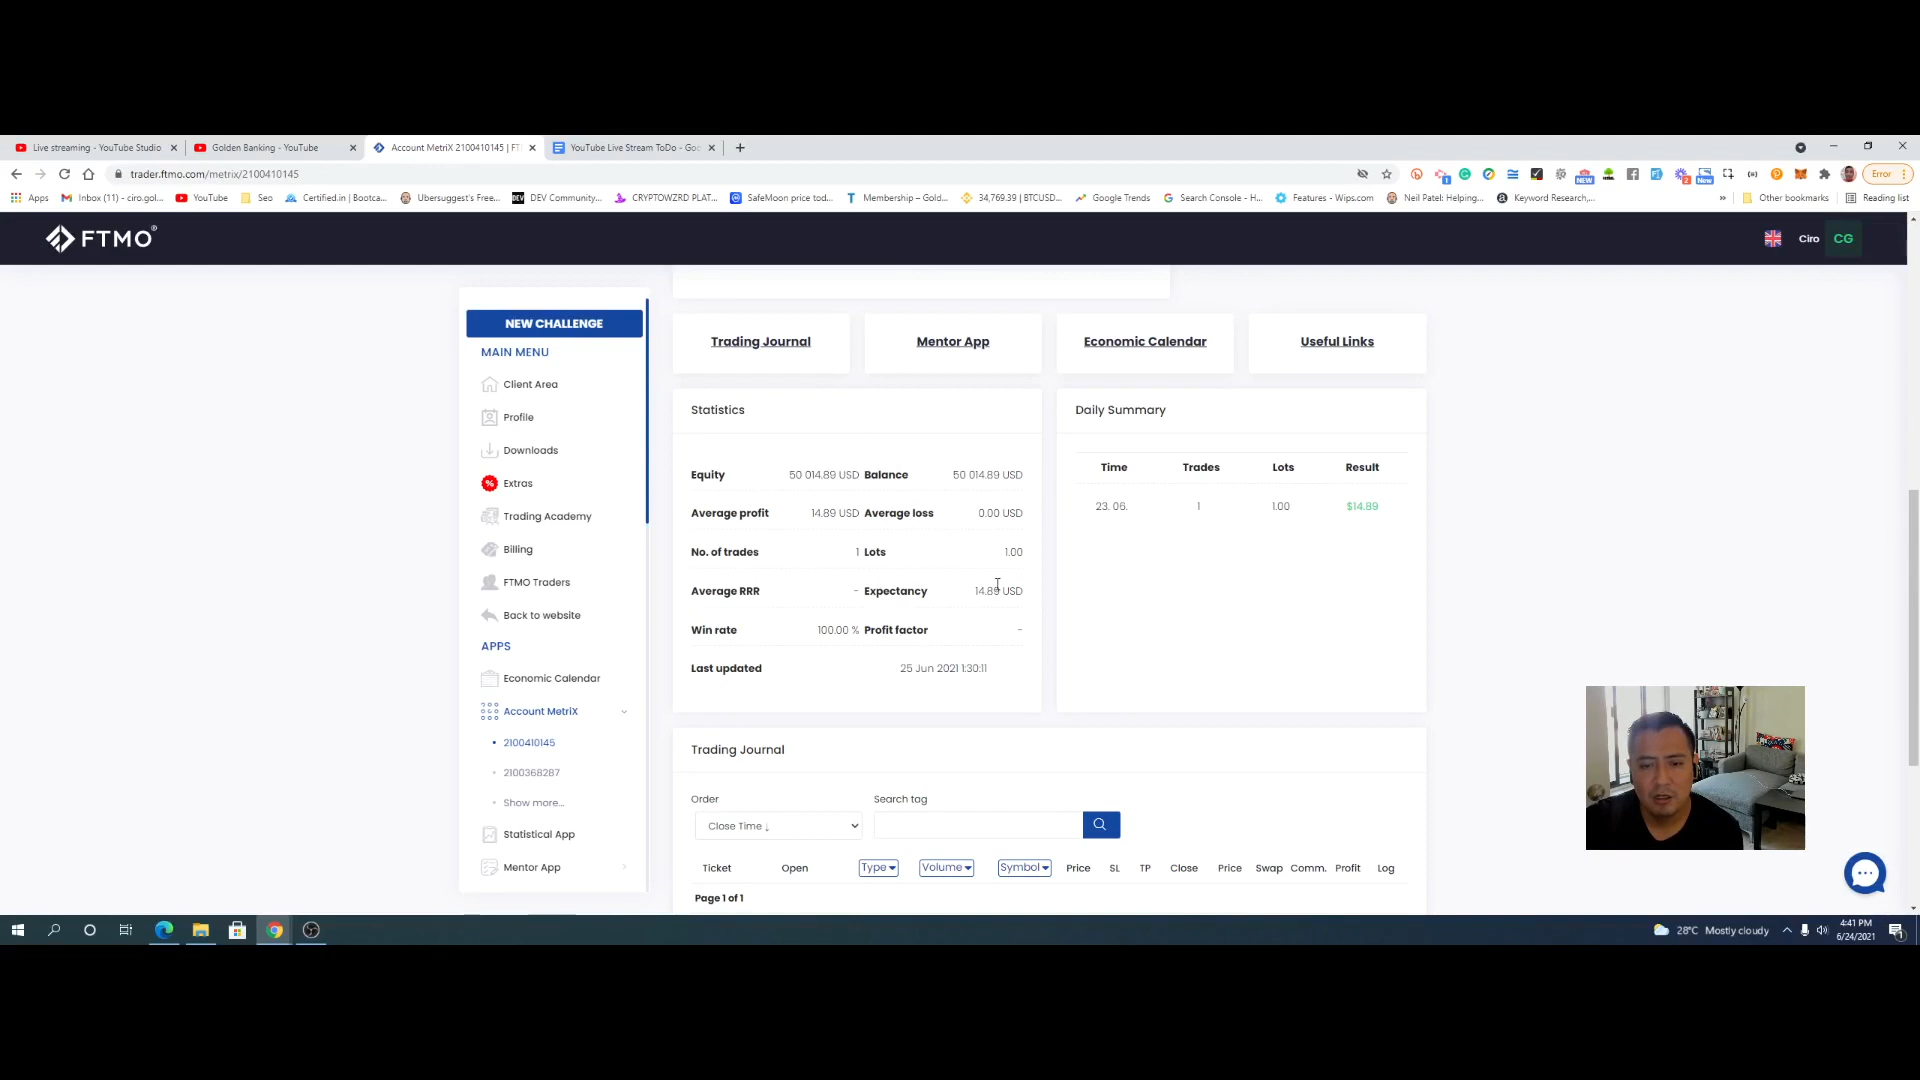 Live streaming - YouTube Studio
Golden Banking - YouTube
Account MetriX 2100410145 | FT
YouTube Live Stream ToDo - Goo
trader.ftmo.com/metrix/2100410145
Error
Apps
Inbox (11) - ciro.gol...
YouTube
Seo
Certified.in | Bootca...
Ubersuggest's Free...
DEV Community...
CRYPTOWZRD PLAT...
SafeMoon price tod...
Membership – Gold...
34,769.39 | BTCUSD...
Google Trends
Search Console - H...
Features - Wips.com
Neil Patel: Helping...
Keyword Research,...
»
Other bookmarks
Reading list
FTMO®
Ciro
CG
NEW CHALLENGE
MAIN MENU
Client Area
Profile
Downloads
Extras
Trading Academy
Billing
FTMO Traders
Back to website
APPS
Economic Calendar
Account MetriX
2100410145
2100368287
Show more...
Statistical App
Mentor App
Trading Journal
Mentor App
Economic Calendar
Useful Links
Statistics
Equity 50 014.89 USD Balance 50 014.89 USD
Average profit 14.89 USD Average loss 0.00 USD
No. of trades 1 Lots 1.00
Average RRR - Expectancy 14.89 USD
Win rate 100.00 % Profit factor -
Last updated 25 Jun 2021 1:30:11
Daily Summary
Time Trades Lots Result
23. 06. 1 1.00 $14.89
Trading Journal
Order
Search tag
Close Time ↓
Ticket Open Type Volume Symbol Price SL TP Close Price Swap Comm. Profit Log
Page 1 of 1
28°C Mostly cloudy
4:41 PM
6/24/2021